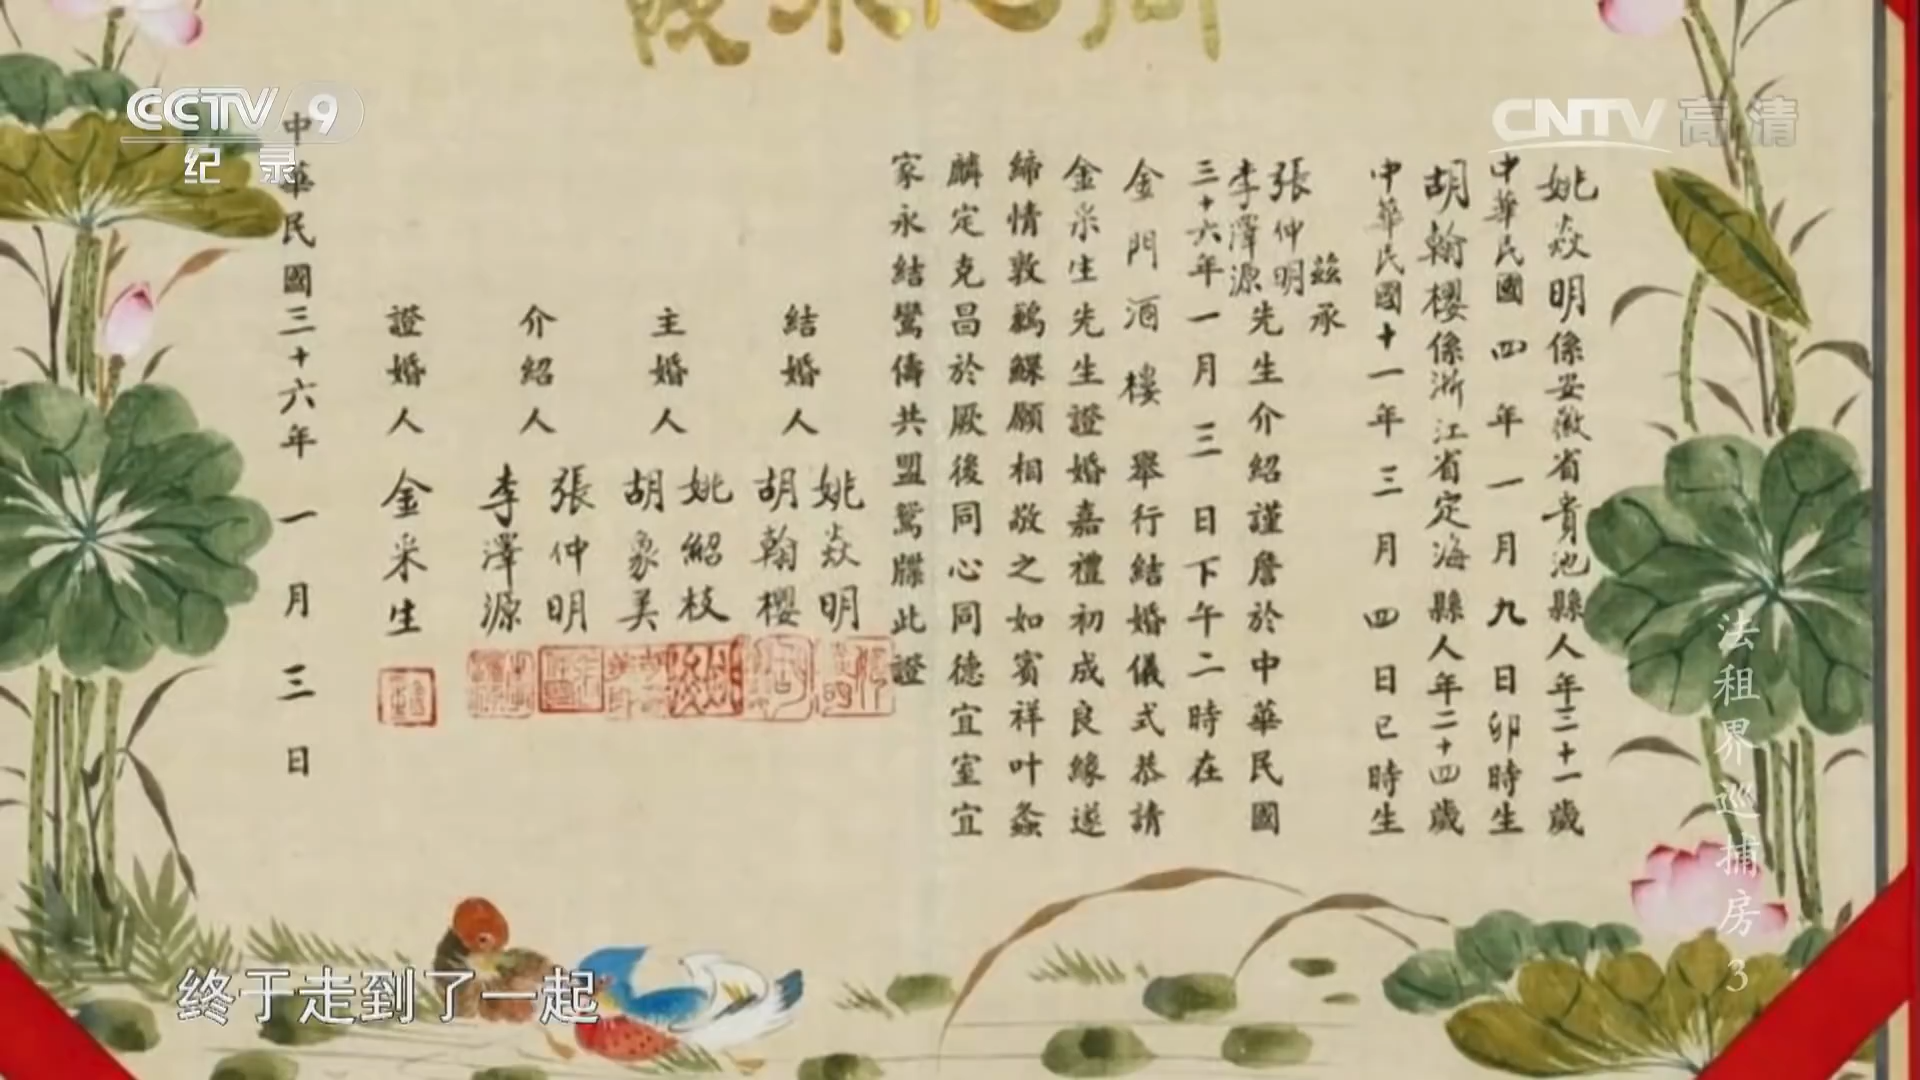 CCTV 9
纪录
CNTV 高清
姚焱明係安徽省貴池縣人年三十一歲
中華民國四年一月九日卯時生
胡翰櫻係浙江省定海縣人年二十四歲
中華民國十一年三月四日巳時生
茲承
張仲明
李澤源
先生介紹謹詹於中華民國
三十六年一月三日下午二時在
金門酒樓舉行結婚儀式恭請
金采生先生證婚嘉禮初成良緣遂
締情敦鶼鰈願相敬之如賓祥叶螽
麟定克昌於厥後同心同德宜室宜
家永結鸞儔共盟鴛牒此證
結婚人 姚焱明
胡翰櫻
主婚人 姚紹枝
胡象美
介紹人 張仲明
李澤源
證婚人 金采生
中華民國三十六年一月三日
法租界巡捕房 3
终于走到了一起